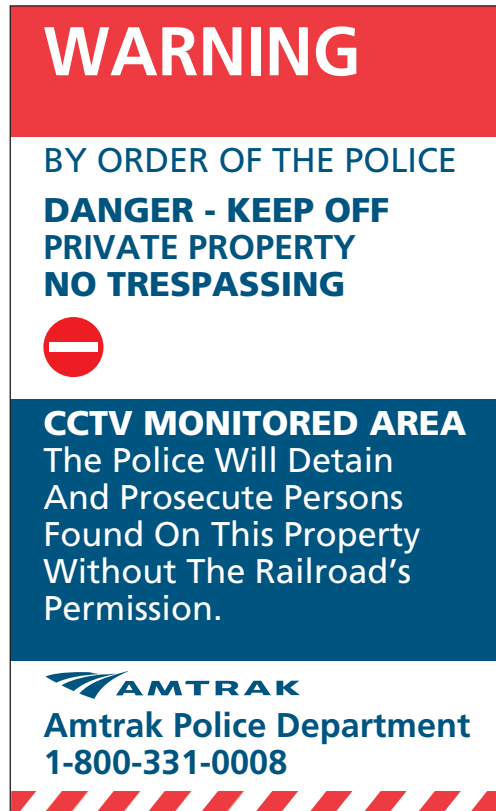 WARNING
BY ORDER OF THE POLICE
DANGER - KEEP OFF
PRIVATE PROPERTY
NO TRESPASSING
CCTV MONITORED AREA
The Police Will Detain
And Prosecute Persons
Found On This Property
Without The Railroad’s
Permission.
AMTRAK
Amtrak Police Department
1-800-331-0008